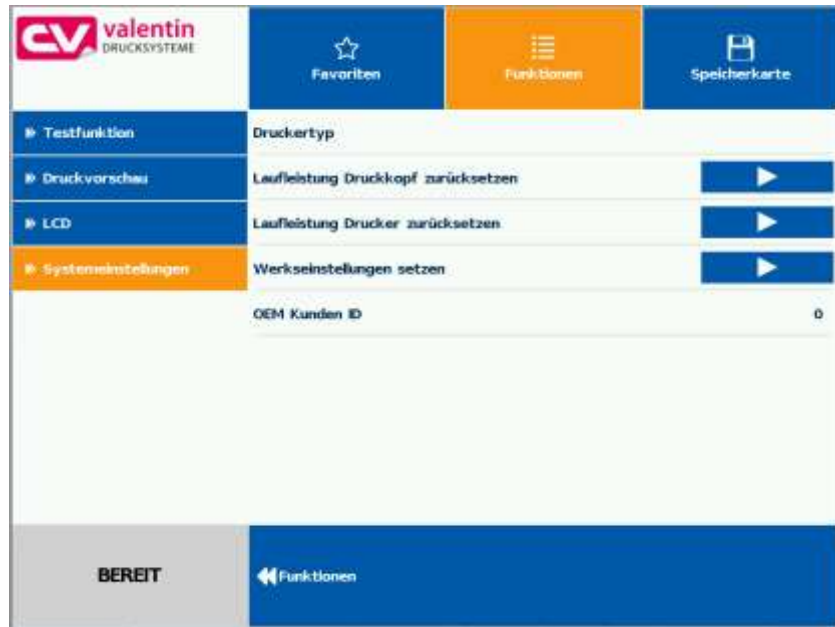 CV valentin
DRUCKSYSTEME
Favoriten
Funktionen
Speicherkarte
Testfunktion
Druckvorschau
LCD
Systemeinstellungen
Druckertyp
Laufleistung Druckkopf zurücksetzen
Laufleistung Drucker zurücksetzen
Werkseinstellungen setzen
OEM Kunden ID 0
BEREIT
Funktionen